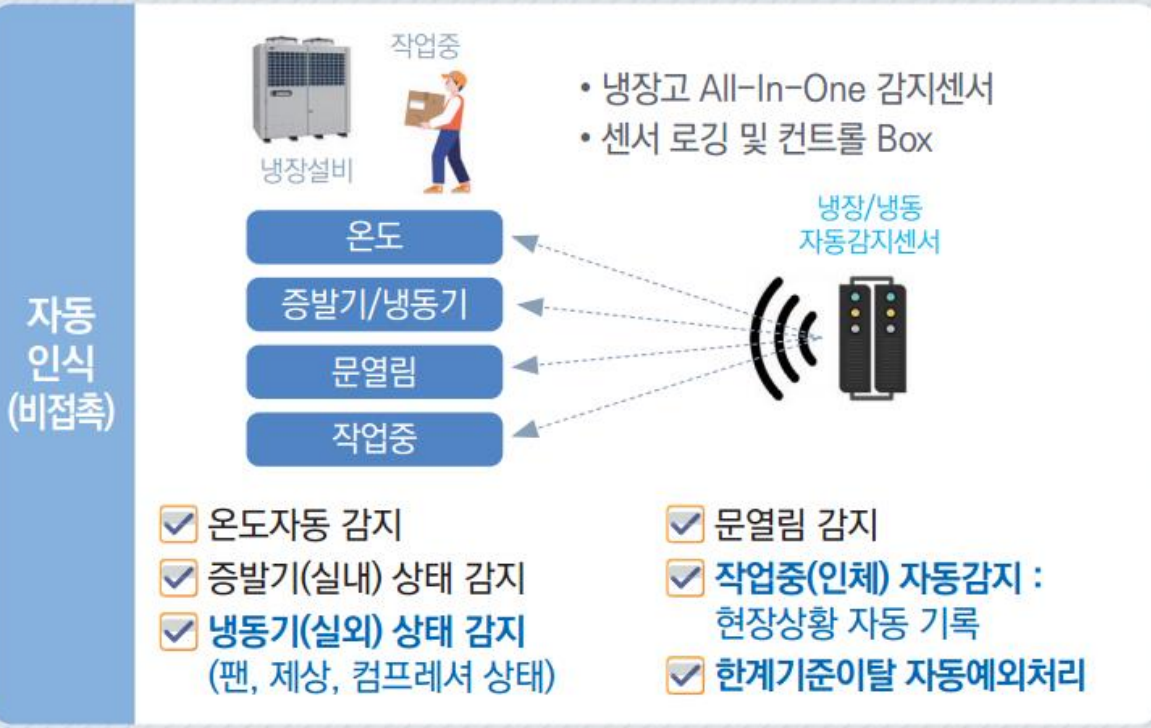 자동
인식
(비접촉)
작업중
냉장설비
• 냉장고 All-In-One 감지센서
• 센서 로깅 및 컨트롤 Box
냉장/냉동
자동감지센서
온도
증발기/냉동기
문열림
작업중
온도자동 감지
증발기(실내) 상태 감지
냉동기(실외) 상태 감지
(팬, 제상, 컴프레셔 상태)
문열림 감지
작업중(인체) 자동감지 :
현장상황 자동 기록
한계기준이탈 자동예외처리